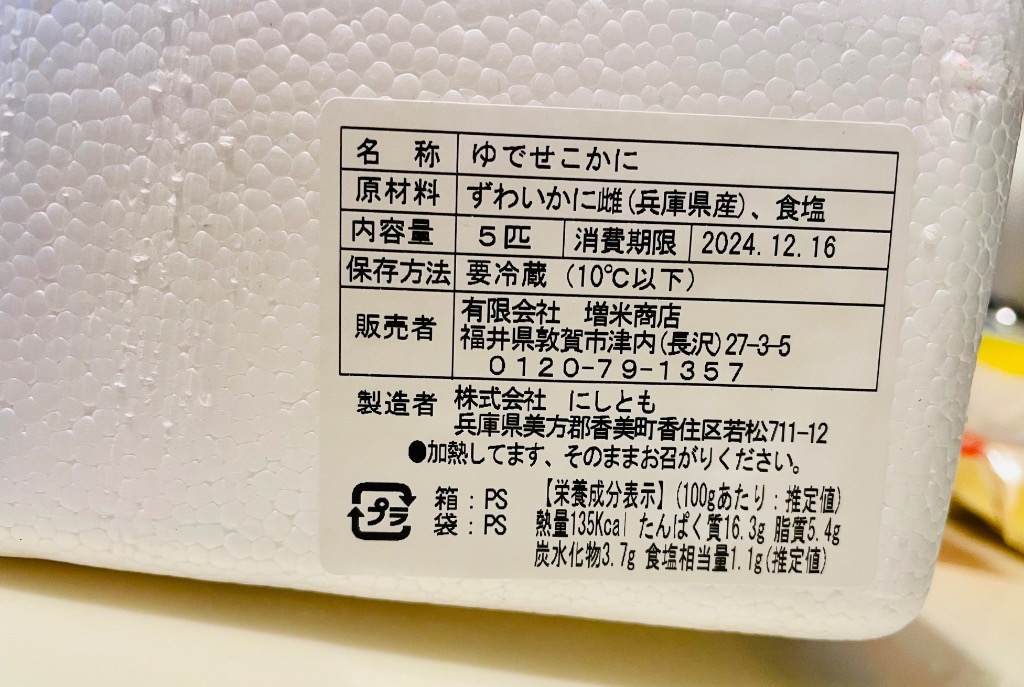 名 称 ゆでせこかに
原材料 ずわいかに雌(兵庫県産)、食塩
内容量 5匹 消費期限 2024.12.16
保存方法 要冷蔵 (10℃以下)
販売者 有限会社 増米商店
福井県敦賀市津内(長沢)27-3-5
0120-79-1357
製造者 株式会社 にしとも
兵庫県美方郡香美町香住区若松711-12
●加熱してます、そのままお召がりください。
プラ 箱:PS
袋:PS
【栄養成分表示】(100gあたり:推定値)
熱量135Kcal たんぱく質16.3g 脂質5.4g
炭水化物3.7g 食塩相当量1.1g(推定値)